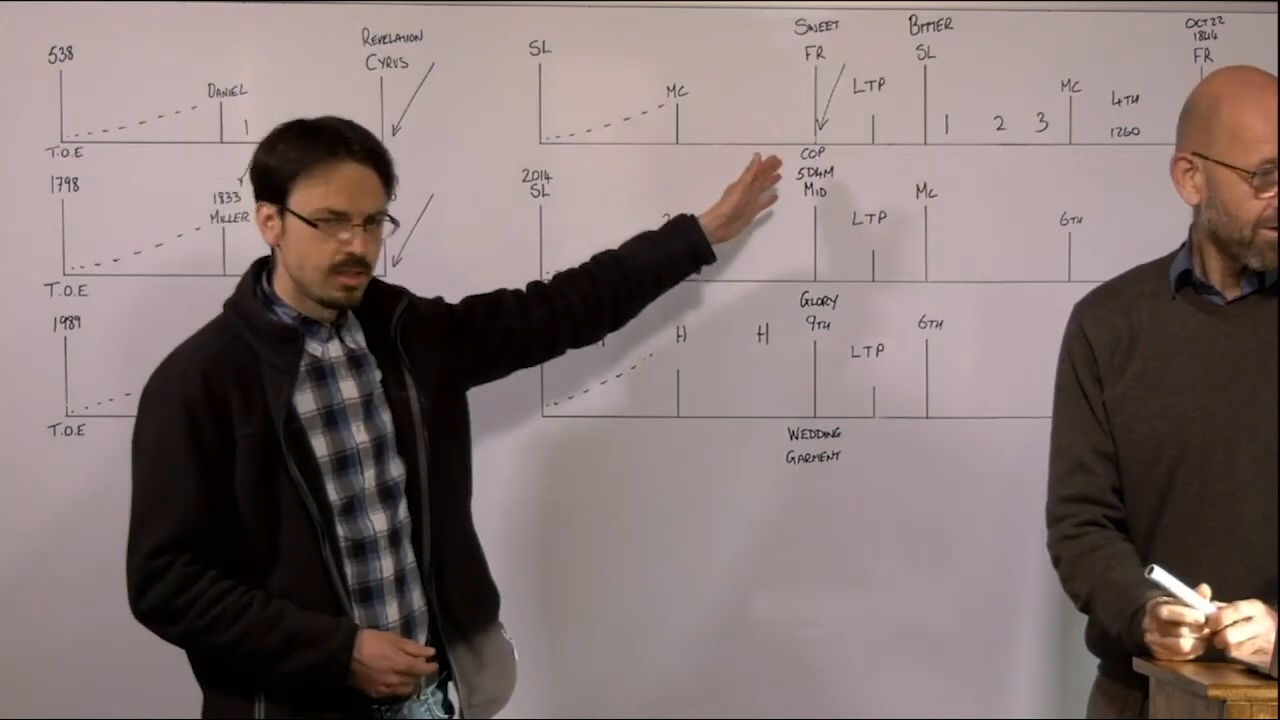 538
DANIEL
1
T.O.E
REVELATION
CYRUS
1798
1833
MILLER
T.O.E
1989
T.O.E
SL
MC
SWEET
FR
LTP
BITTER
SL
1 2 3
MC
4TH
1260
OCT 22
1844
FR
COP
5D4M
MID
2014
SL
LTP
MC
6TH
GLORY
9TH
H
H
LTP
6TH
WEDDING
GARMENT